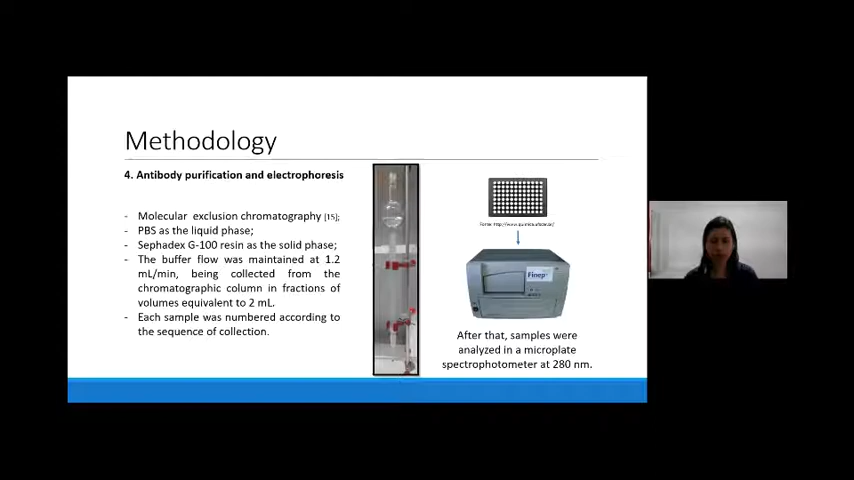 Methodology
4. Antibody purification and electrophoresis
- Molecular exclusion chromatography [15];
- PBS as the liquid phase;
- Sephadex G-100 resin as the solid phase;
- The buffer flow was maintained at 1.2
mL/min, being collected from the
chromatographic column in fractions of
volumes equivalent to 2 mL.
- Each sample was numbered according to
the sequence of collection.
Finep
After that, samples were
analyzed in a microplate
spectrophotometer at 280 nm.